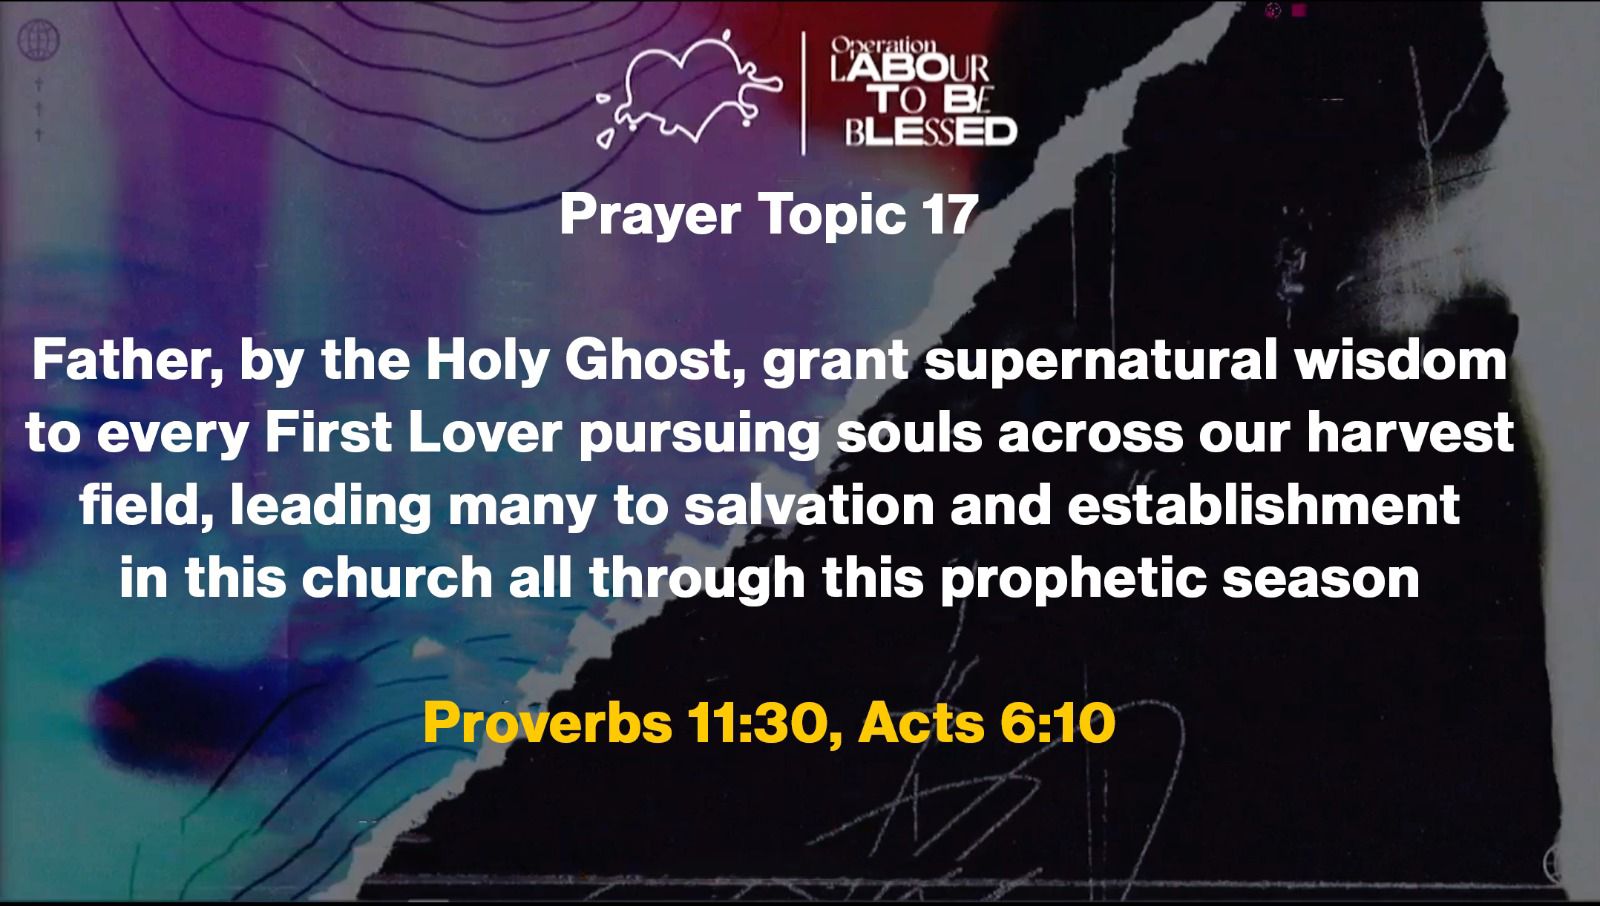 Operation
LABOUR
TO BE
BLESSED
Prayer Topic 17
Father, by the Holy Ghost, grant supernatural wisdom
to every First Lover pursuing souls across our harvest
field, leading many to salvation and establishment
in this church all through this prophetic season
Proverbs 11:30, Acts 6:10